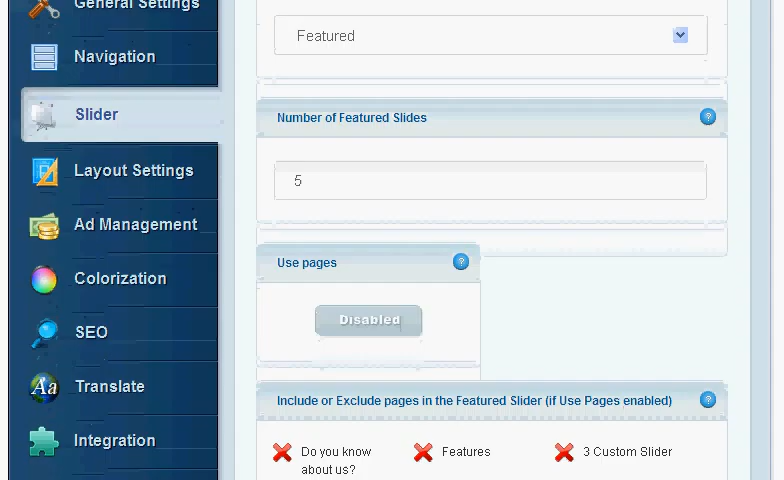 General Settings
Navigation
Slider
Layout Settings
Ad Management
Colorization
SEO
Translate
Integration
Featured
Number of Featured Slides
?
5
Use pages
?
Disabled
Include or Exclude pages in the Featured Slider (if Use Pages enabled)
?
Do you know
about us?
Features
3 Custom Slider
Aa